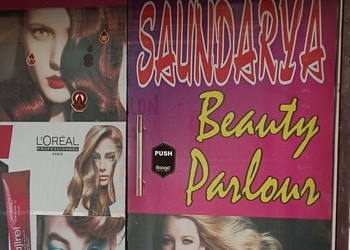 SAUNDARYA
Beauty
Parlour
PUSH
L'ORÉAL
PROFESSIONNEL
PARIS